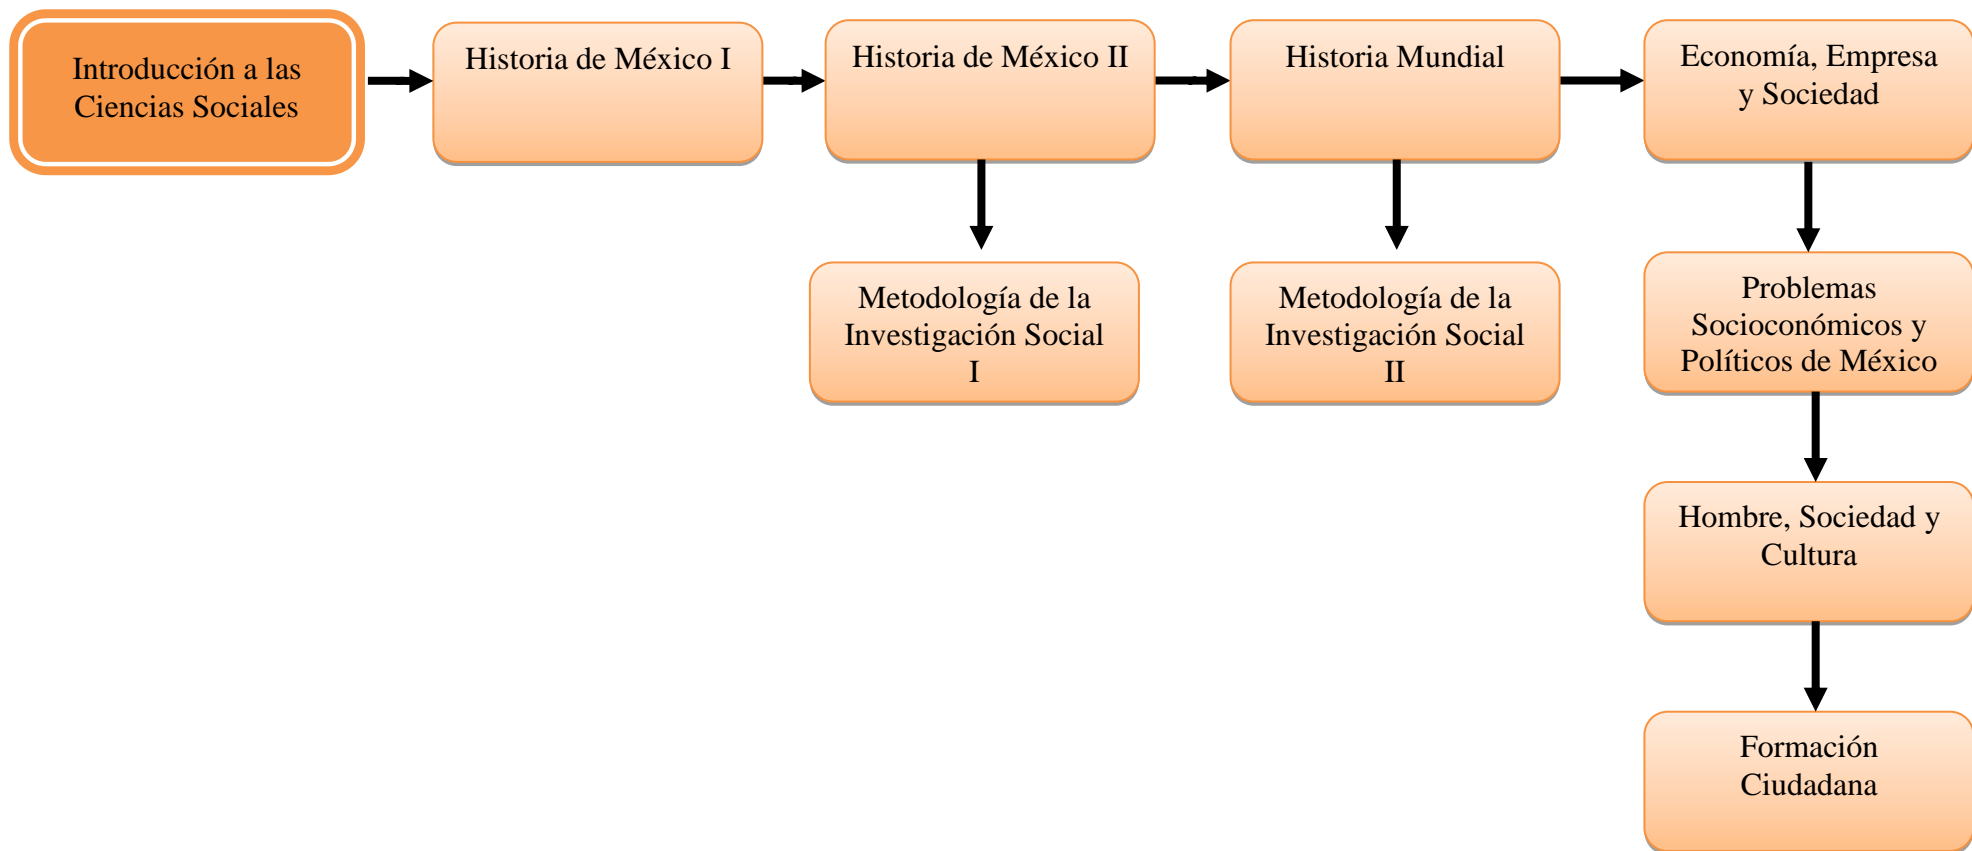 Introducción a las
Ciencias Sociales
Historia de México I
Historia de México II
Historia Mundial
Economía, Empresa
y Sociedad
Metodología de la
Investigación Social
I
Metodología de la
Investigación Social
II
Problemas
Socioconómicos y
Políticos de México
Hombre, Sociedad y
Cultura
Formación
Ciudadana